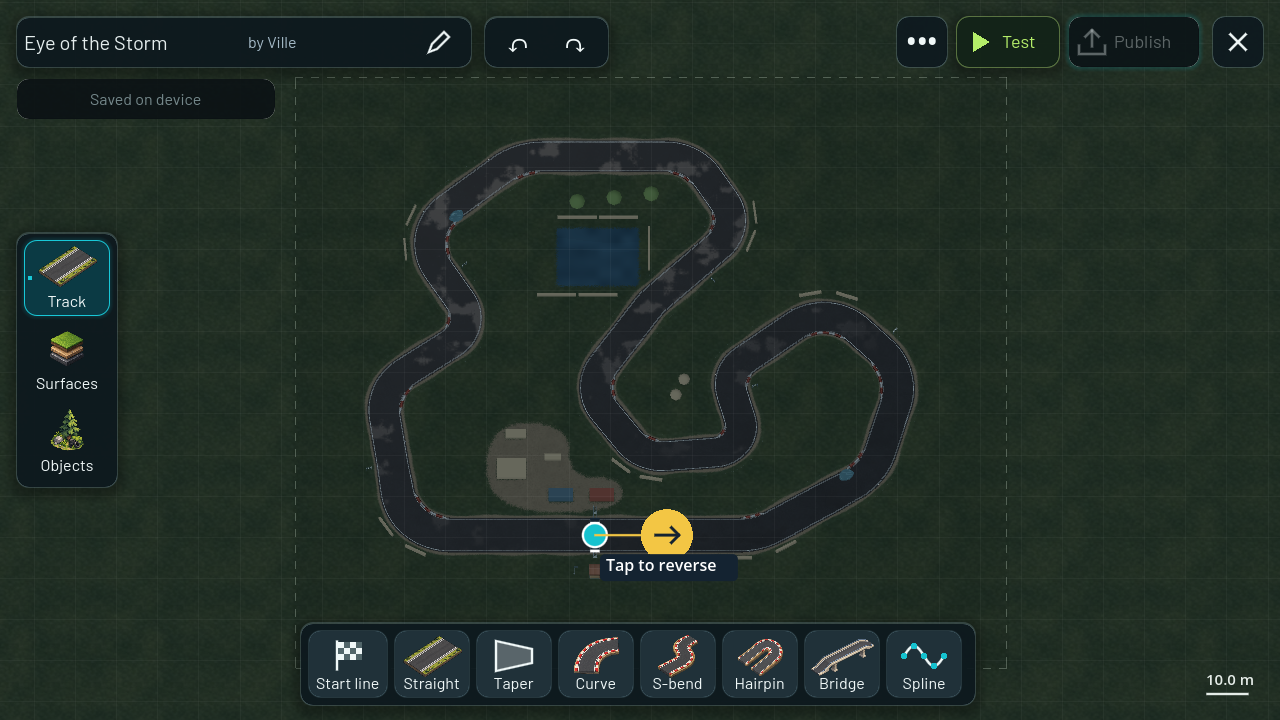 Eye of the Storm
by Ville
Test
Publish
Saved on device
Track
Surfaces
Objects
Tap to reverse
Start line
Straight
Taper
Curve
S-bend
Hairpin
Bridge
Spline
10.0 m